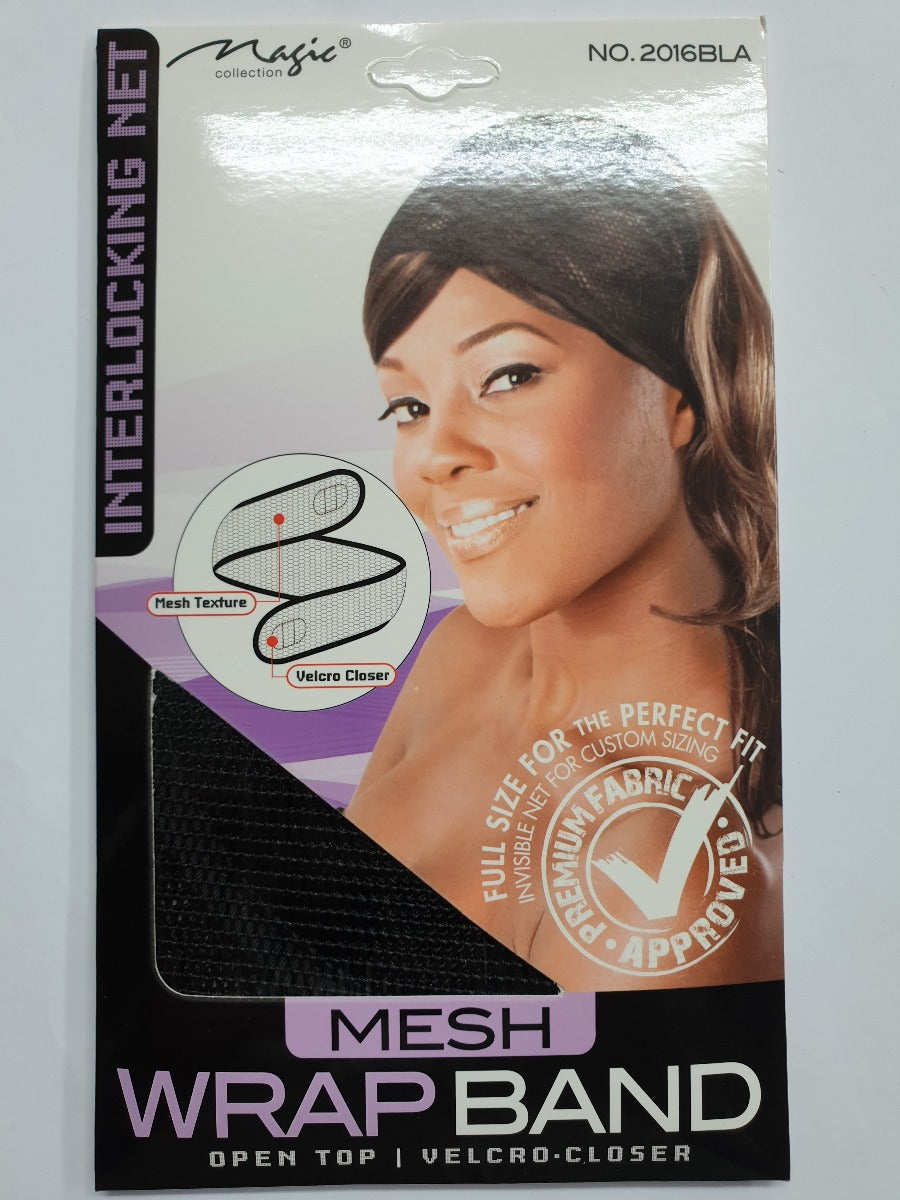 Magic®
collection
NO. 2016BLA
INTERLOCKING NET
Mesh Texture
Velcro Closer
FULL SIZE FOR THE PERFECT FIT
INVISIBLE NET FOR CUSTOM SIZING
PREMIUM FABRIC
• APPROVED •
MESH
WRAP BAND
OPEN TOP | VELCRO-CLOSER